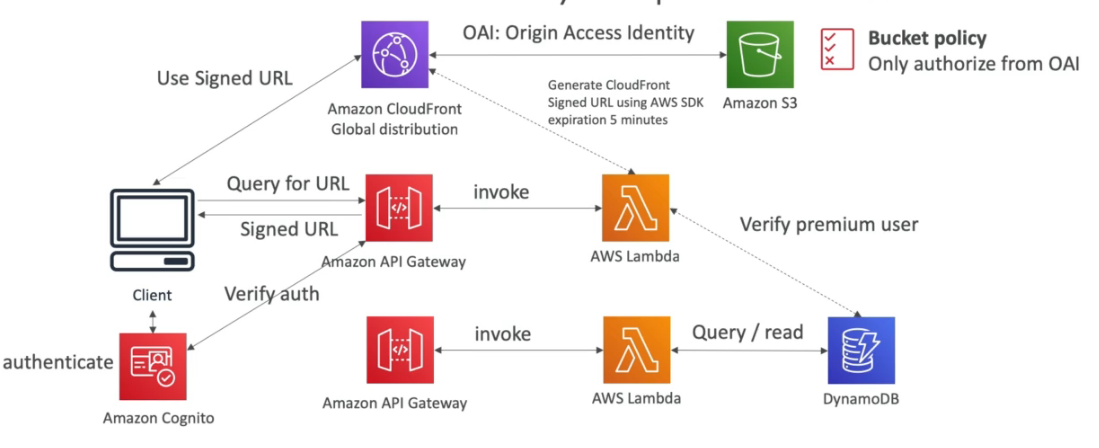 OAI: Origin Access Identity
Bucket policy
Only authorize from OAI
Use Signed URL
Generate CloudFront
Signed URL using AWS SDK
expiration 5 minutes
Amazon CloudFront
Global distribution
Amazon S3
Query for URL
invoke
Signed URL
Verify premium user
Amazon API Gateway
AWS Lambda
Client
Verify auth
invoke
Query / read
authenticate
Amazon API Gateway
AWS Lambda
DynamoDB
Amazon Cognito